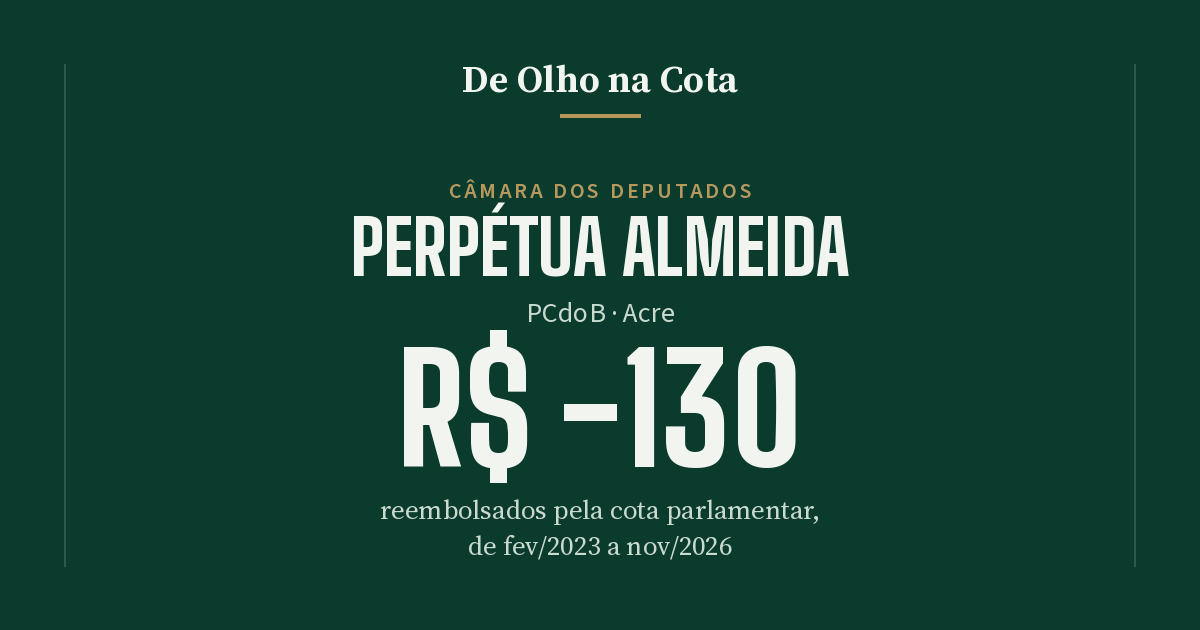 De Olho na Cota
CÂMARA DOS DEPUTADOS
PERPÉTUA ALMEIDA
PCdoB · Acre
R$ −130
reembolsados pela cota parlamentar,
de fev/2023 a nov/2026